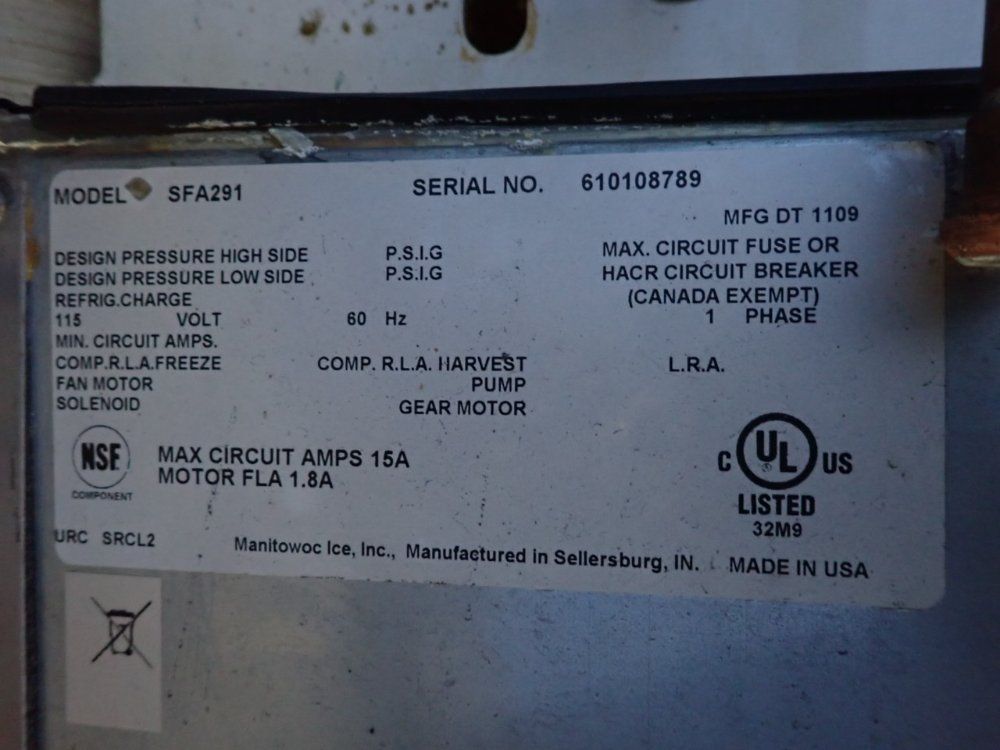 MODEL SFA291 SERIAL NO. 610108789
MFG DT 1109
DESIGN PRESSURE HIGH SIDE P.S.I.G MAX. CIRCUIT FUSE OR
DESIGN PRESSURE LOW SIDE P.S.I.G HACR CIRCUIT BREAKER
REFRIG.CHARGE (CANADA EXEMPT)
115 VOLT 60 Hz 1 PHASE
MIN. CIRCUIT AMPS.
COMP.R.L.A.FREEZE COMP. R.L.A. HARVEST L.R.A.
FAN MOTOR PUMP
SOLENOID GEAR MOTOR
NSF
COMPONENT
MAX CIRCUIT AMPS 15A
MOTOR FLA 1.8A
C UL US
LISTED
32M9
URC SRCL2
Manitowoc Ice, Inc., Manufactured in Sellersburg, IN. MADE IN USA